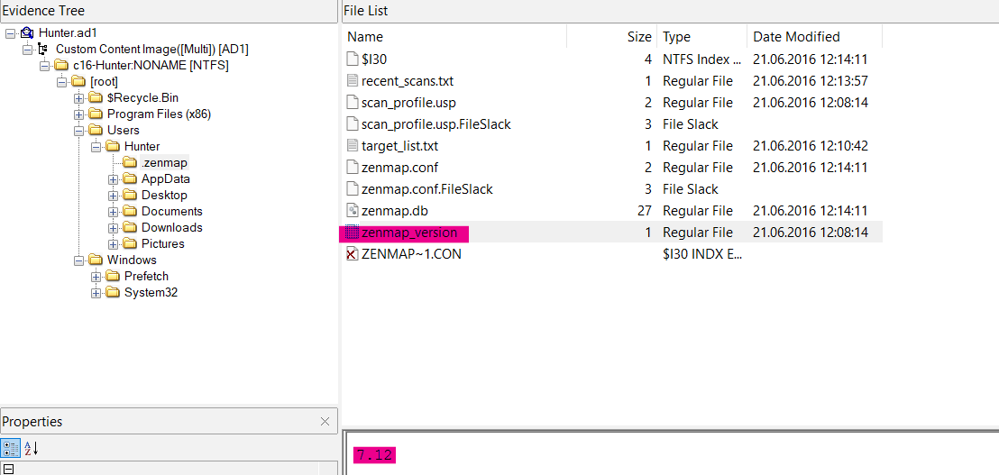 Evidence Tree
Hunter.ad1
Custom Content Image([Multi]) [AD1]
c16-Hunter:NONAME [NTFS]
[root]
$Recycle.Bin
Program Files (x86)
Users
Hunter
.zenmap
AppData
Desktop
Documents
Downloads
Pictures
Windows
Prefetch
System32
Properties
File List
Name Size Type Date Modified
$I30 4 NTFS Index ... 21.06.2016 12:14:11
recent_scans.txt 1 Regular File 21.06.2016 12:13:57
scan_profile.usp 2 Regular File 21.06.2016 12:08:14
scan_profile.usp.FileSlack 3 File Slack
target_list.txt 1 Regular File 21.06.2016 12:10:42
zenmap.conf 2 Regular File 21.06.2016 12:14:11
zenmap.conf.FileSlack 3 File Slack
zenmap.db 27 Regular File 21.06.2016 12:14:11
zenmap_version 1 Regular File 21.06.2016 12:08:14
ZENMAP~1.CON $I30 INDX E...
7.12